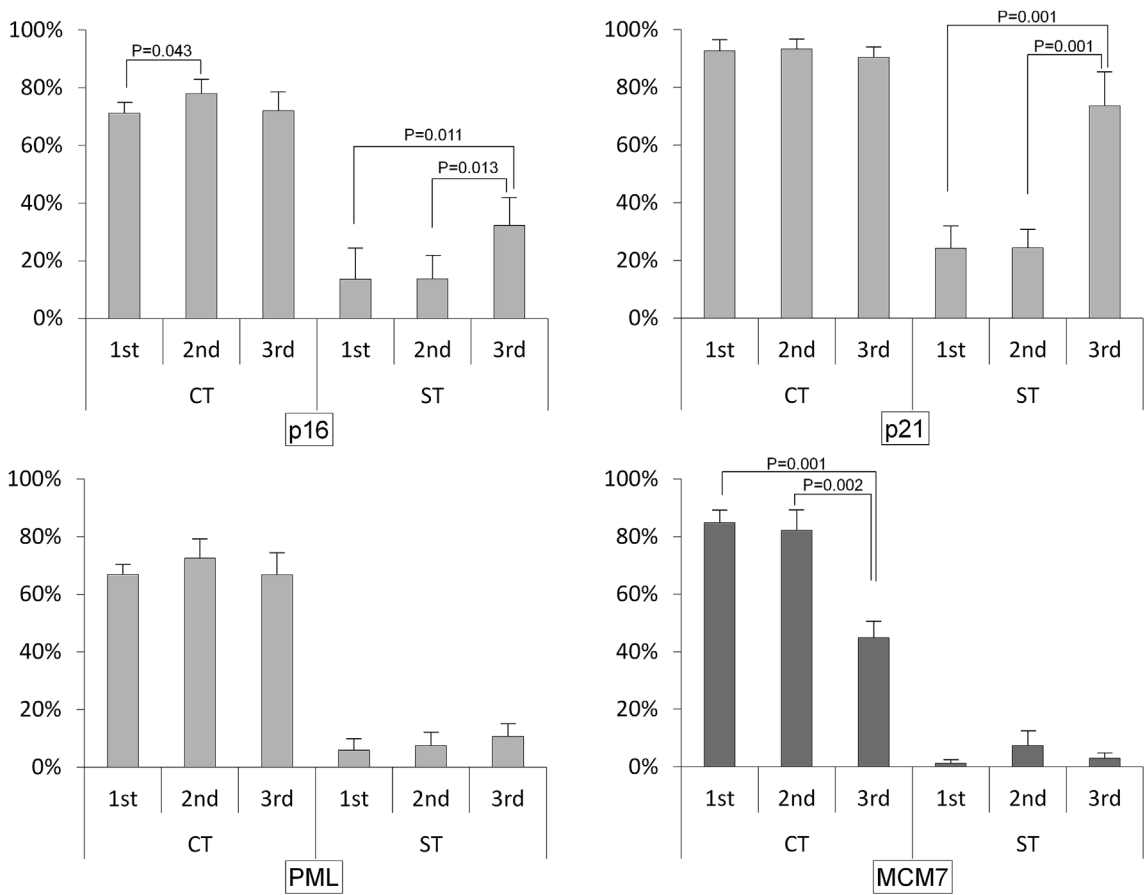 100%
80%
60%
40%
20%
0%
P=0.043
P=0.011
P=0.013
1st 2nd 3rd 1st 2nd 3rd
CT ST
p16
100%
80%
60%
40%
20%
0%
P=0.001
P=0.001
1st 2nd 3rd 1st 2nd 3rd
CT ST
p21
100%
80%
60%
40%
20%
0%
1st 2nd 3rd 1st 2nd 3rd
CT ST
PML
100%
80%
60%
40%
20%
0%
P=0.001
P=0.002
1st 2nd 3rd 1st 2nd 3rd
CT ST
MCM7